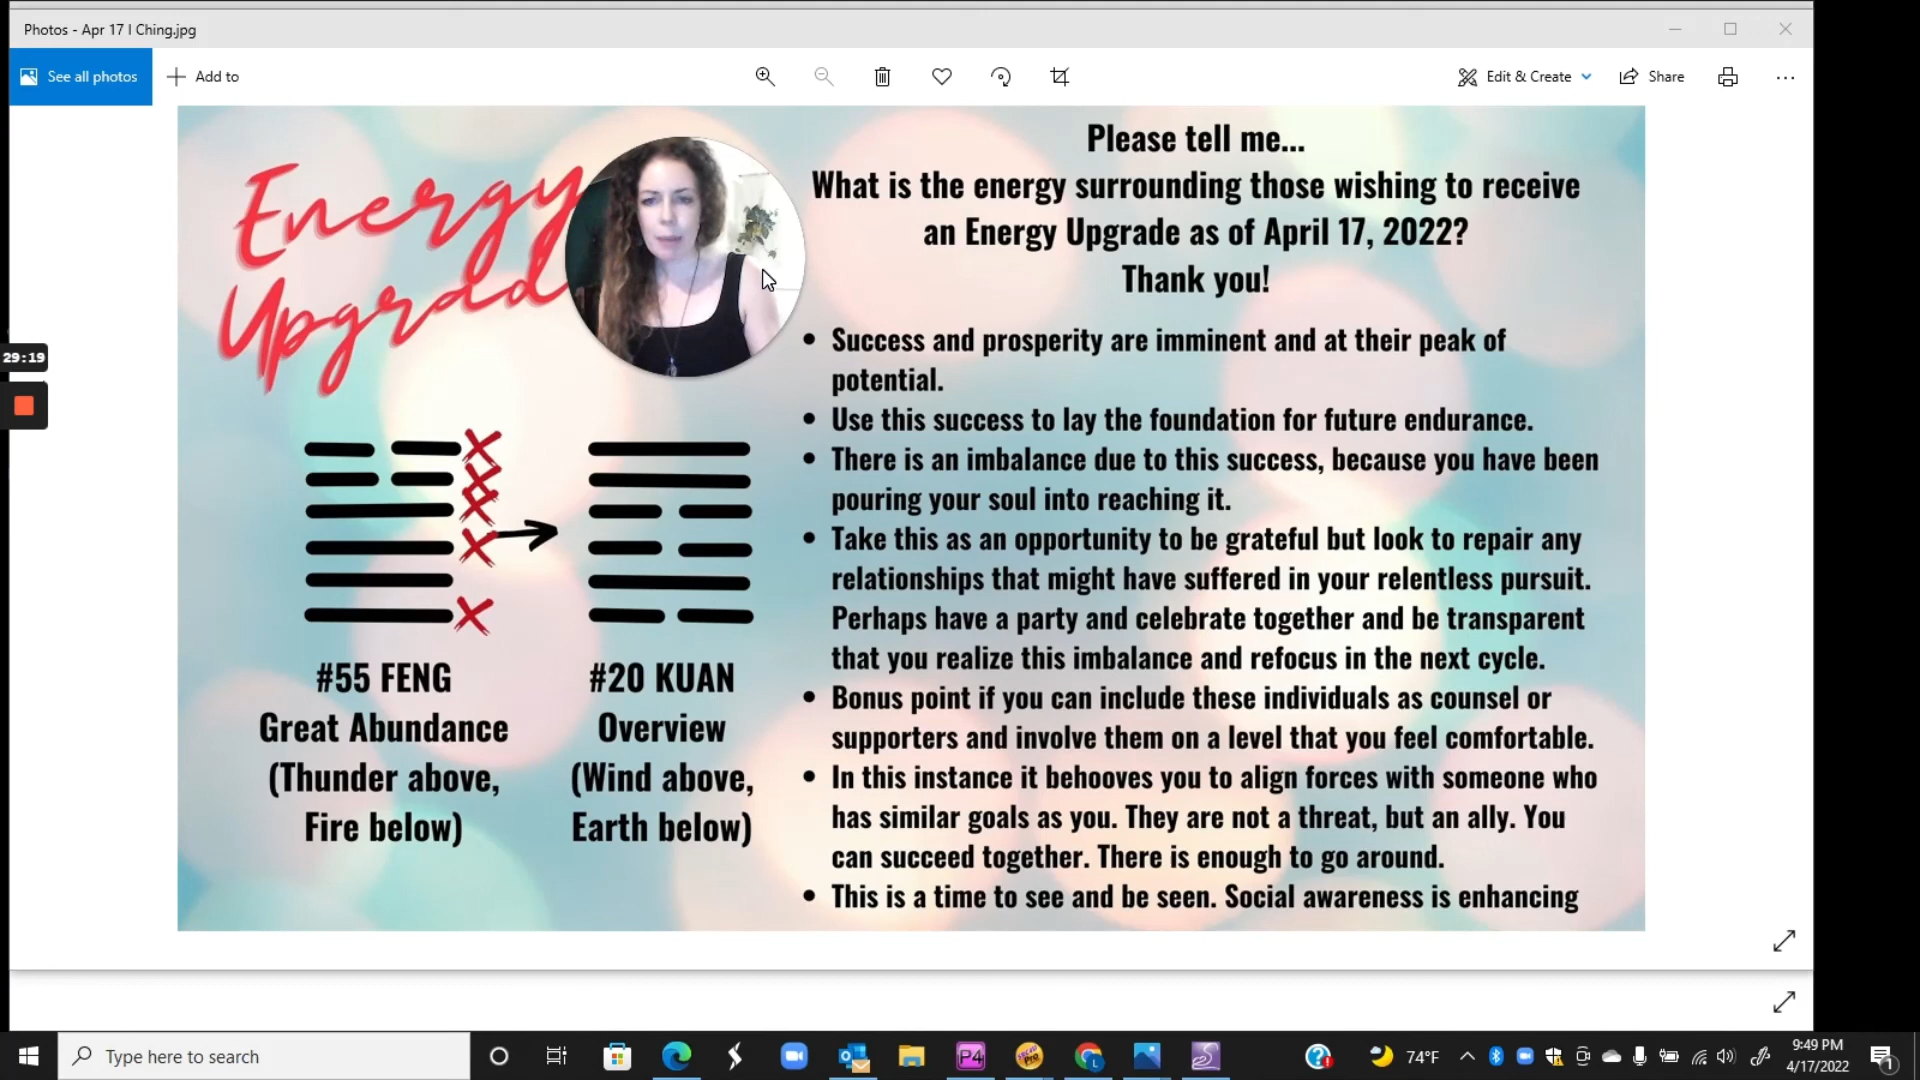 Photos - Apr 17 I Ching.jpg
See all photos
Add to
Edit & Create
Share
Energy
Please tell me...
What is the energy surrounding those wishing to receive
an Energy Upgrade as of April 17, 2022?
Thank you!
29:19
Success and prosperity are imminent and at their peak of
potential.
Use this success to lay the foundation for future endurance.
There is an imbalance due to this success, because you have been
pouring your soul into reaching it.
Take this as an opportunity to be grateful but look to repair any
relationships that might have suffered in your relentless pursuit.
Perhaps have a party and celebrate together and be transparent
that you realize this imbalance and refocus in the next cycle.
Bonus point if you can include these individuals as counsel or
supporters and involve them on a level that you feel comfortable.
In this instance it behooves you to align forces with someone who
has similar goals as you. They are not a threat, but an ally. You
can succeed together. There is enough to go around.
This is a time to see and be seen. Social awareness is enhancing
#55 FENG
Great Abundance
(Thunder above,
Fire below)
#20 KUAN
Overview
(Wind above,
Earth below)
Type here to search
P4
74°F
9:49 PM
4/17/2022
1